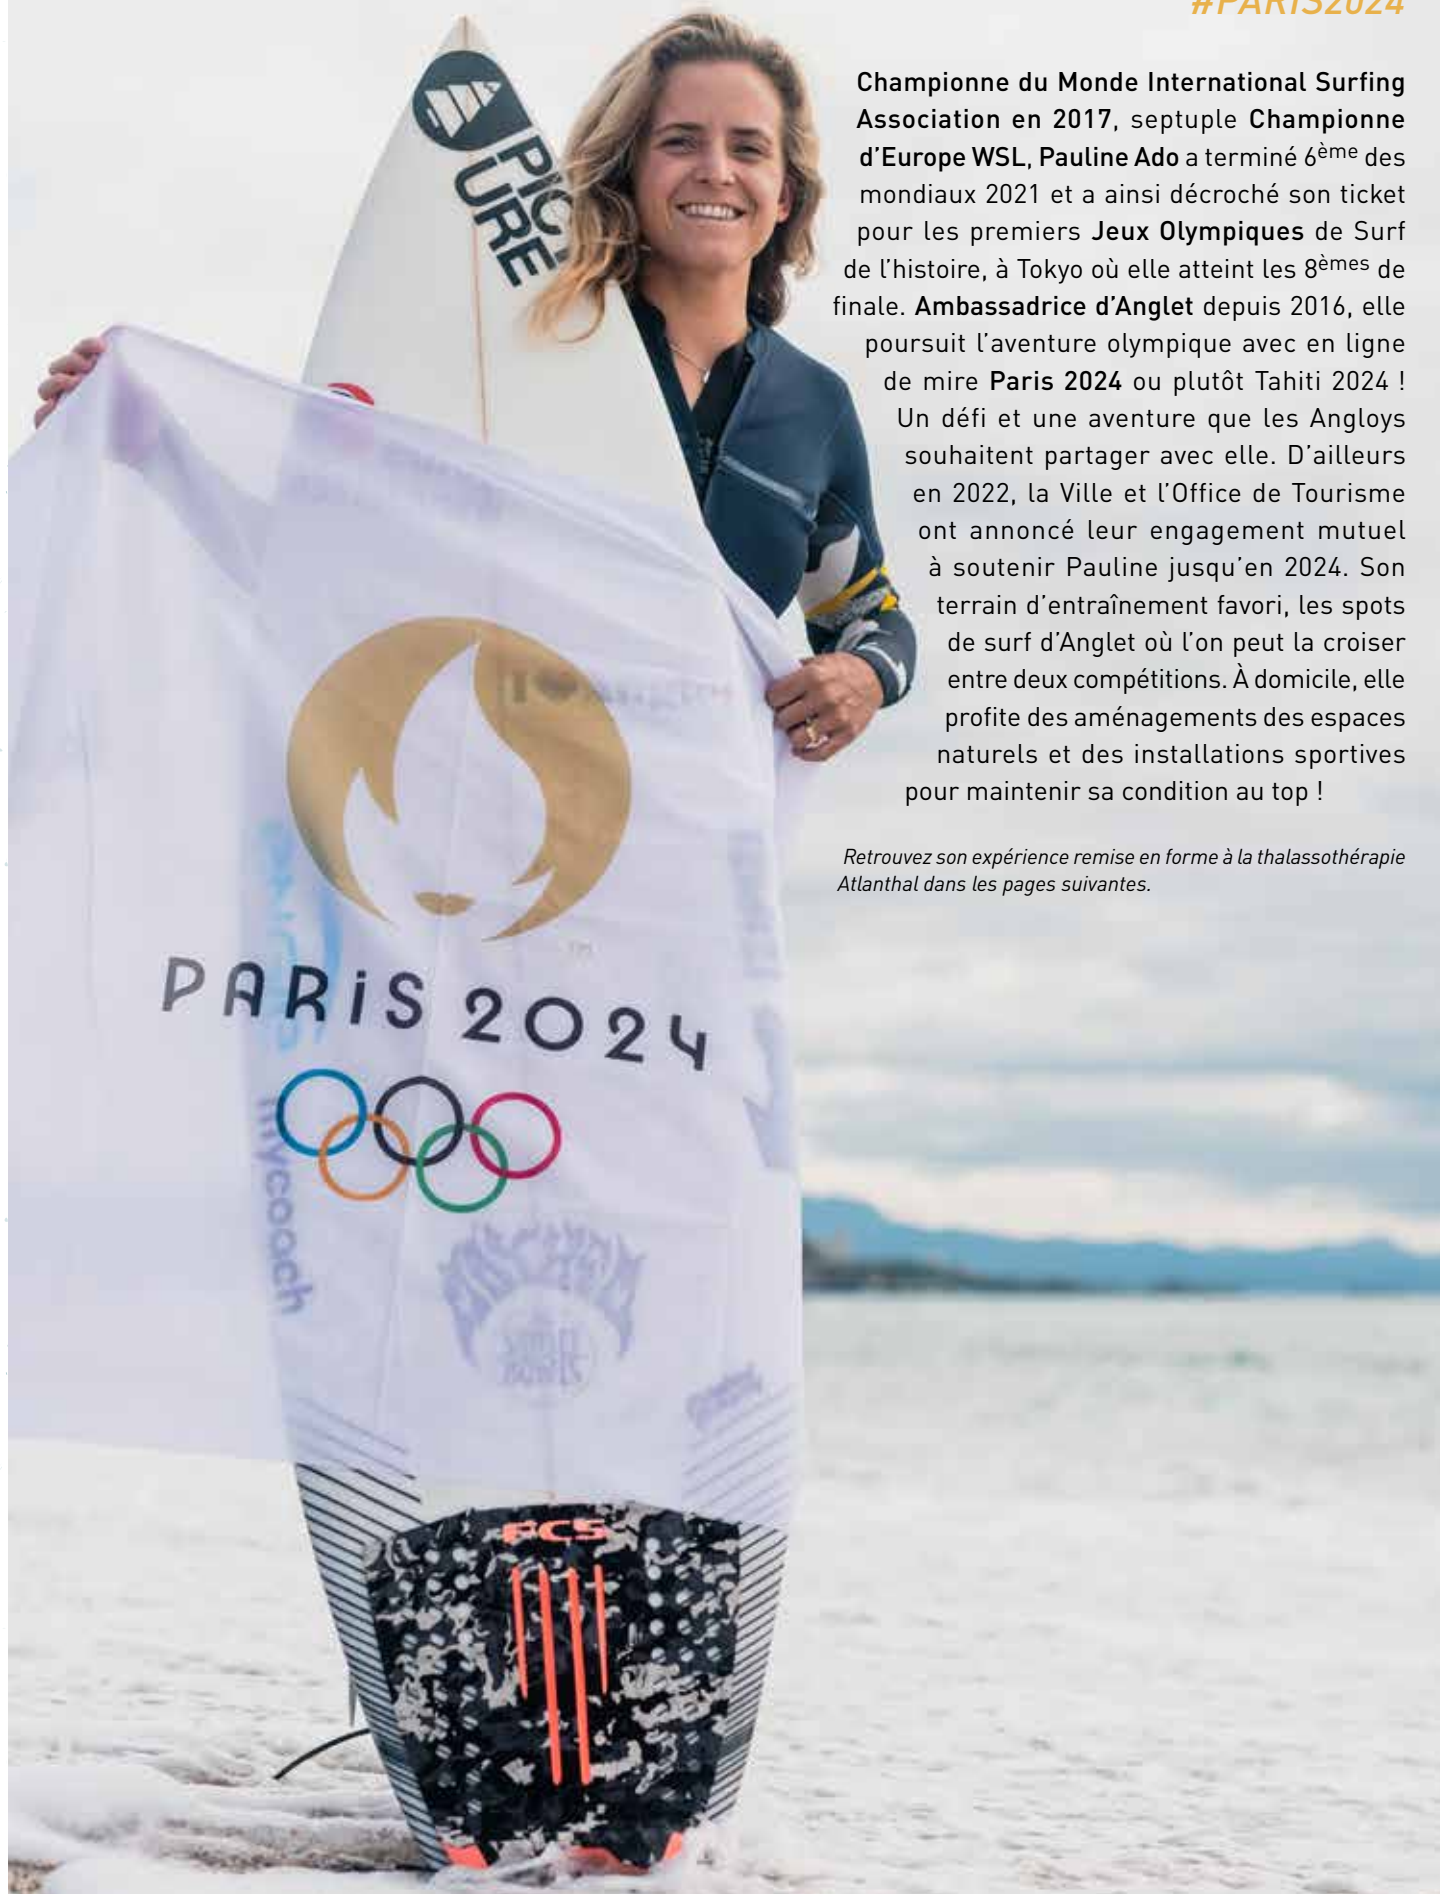 #PARIS2024
Championne du Monde International Surfing
Association en 2017, septuple Championne
d'Europe WSL, Pauline Ado a terminé 6ème des
mondiaux 2021 et a ainsi décroché son ticket
pour les premiers Jeux Olympiques de Surf
de l'histoire, à Tokyo où elle atteint les 8èmes de
finale. Ambassadrice d'Anglet depuis 2016, elle
poursuit l'aventure olympique avec en ligne
de mire Paris 2024 ou plutôt Tahiti 2024 !
Un défi et une aventure que les Angloys
souhaitent partager avec elle. D'ailleurs
en 2022, la Ville et l'Office de Tourisme
ont annoncé leur engagement mutuel
à soutenir Pauline jusqu'en 2024. Son
terrain d'entraînement favori, les spots
de surf d'Anglet où l'on peut la croiser
entre deux compétitions. À domicile, elle
profite des aménagements des espaces
naturels et des installations sportives
pour maintenir sa condition au top !
Retrouvez son expérience remise en forme à la thalassothérapie
Atlanthal dans les pages suivantes.
PICT
URE
I ♥ Anglet
PARiS 2024
mycoach
FCS